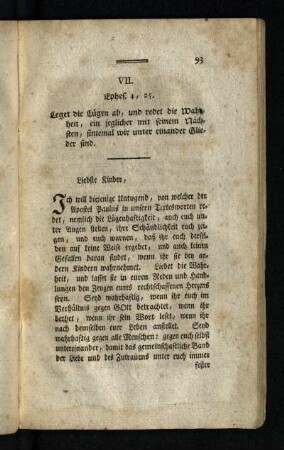 93
VII.
Ephes. 4, 25.
Leget die Lügen ab, und redet die Wahr-
heit, ein jeglicher mit seinem Näch-
sten, sintemal wir unter einander Glie-
der sind.
Liebste Kinder,
Ich will diejenige Untugend, von welcher der
Apostel Paulus in unsern Textesworten re-
det, nemlich die Lügenhaftigkeit, auch euch un-
ter Augen stellen, ihre Schändlichkeit euch zei-
gen, und euch warnen, daß ihr euch dersel-
ben auf keine Weise ergebet, und auch keinen
Gefallen daran findet, wenn ihr sie bey an-
dern Kindern wahrnehmet. Liebet die Wahr-
heit, und lasset sie in euren Reden und Hand-
lungen den Zeugen eures rechtschaffenen Herzens
seyn. Seyd wahrhaftig, wenn ihr euch im
Verhältniß gegen GOtt betrachtet, wenn ihr
bethet, wenn ihr sein Wort leset, wenn ihr nach
demselben eur Leben anstellet. Seyd
wahrhaftig gegen alle Menschen; gegen euch selbst
untereinander, damit das gemeinschaftliche Band
der Liebe und des Zutrauens unter euch immer
fester